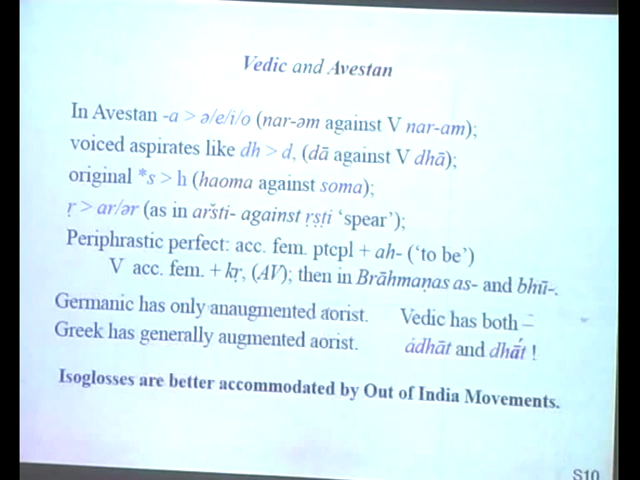 Vedic and Avestan
In Avestan -a > ə/e/i/o (nar-əm against V nar-am);
voiced aspirates like dh > d, (dā against V dhā);
original *s > h (haoma against soma);
ṛ > ar/ər (as in aršti- against ṛṣṭi 'spear');
Periphrastic perfect: acc. fem. ptcpl + ah- ('to be')
V acc. fem. + kṛ, (AV); then in Brāhmaṇas as- and bhū-.
Germanic has only anaugmented aorist. Vedic has both –
Greek has generally augmented aorist. ádhāt and dhā́t !
Isoglosses are better accommodated by Out of India Movements.
S10